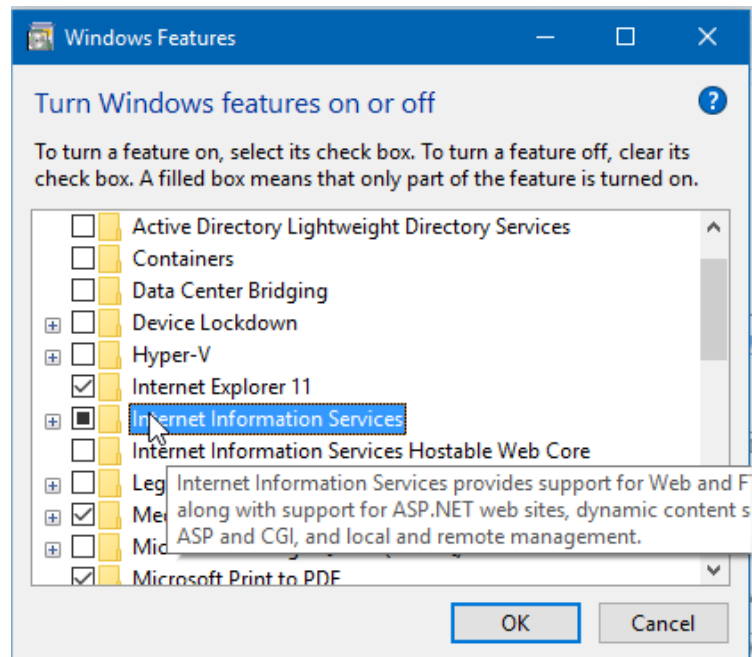 Windows Features
Turn Windows features on or off
To turn a feature on, select its check box. To turn a feature off, clear its
check box. A filled box means that only part of the feature is turned on.
Active Directory Lightweight Directory Services
Containers
Data Center Bridging
Device Lockdown
Hyper-V
Internet Explorer 11
Internet Information Services
Internet Information Services Hostable Web Core
Leg
Internet Information Services provides support for Web and F
Med
along with support for ASP.NET web sites, dynamic content s
Mic
ASP and CGI, and local and remote management.
Microsoft Print to PDF
OK
Cancel